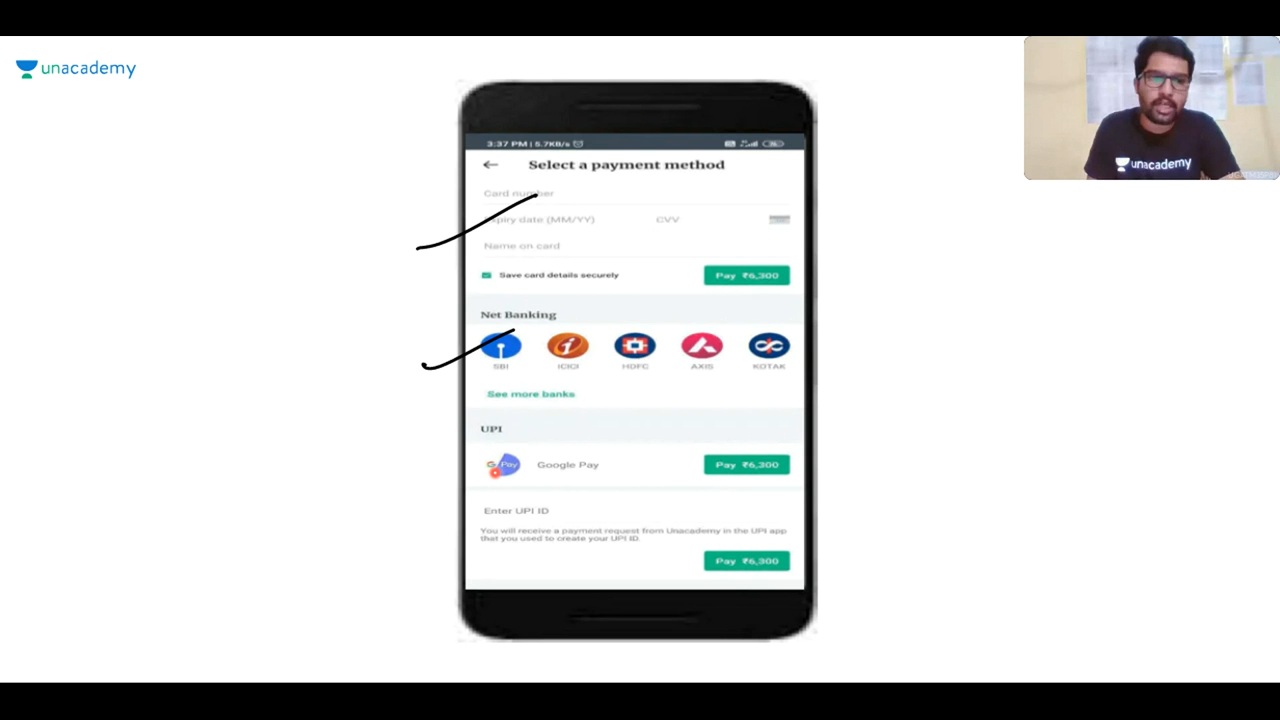 unacademy
unacademy
3:37 PM | 5.7KB/s
Select a payment method
Card number
Expiry date (MM/YY) CVV
Name on card
Save card details securely
Pay ₹6,300
Net Banking
SBI ICICI HDFC AXIS KOTAK
See more banks
UPI
G Pay Google Pay Pay ₹6,300
Enter UPI ID
You will receive a payment request from Unacademy in the UPI app
that you used to create your UPI ID.
Pay ₹6,300